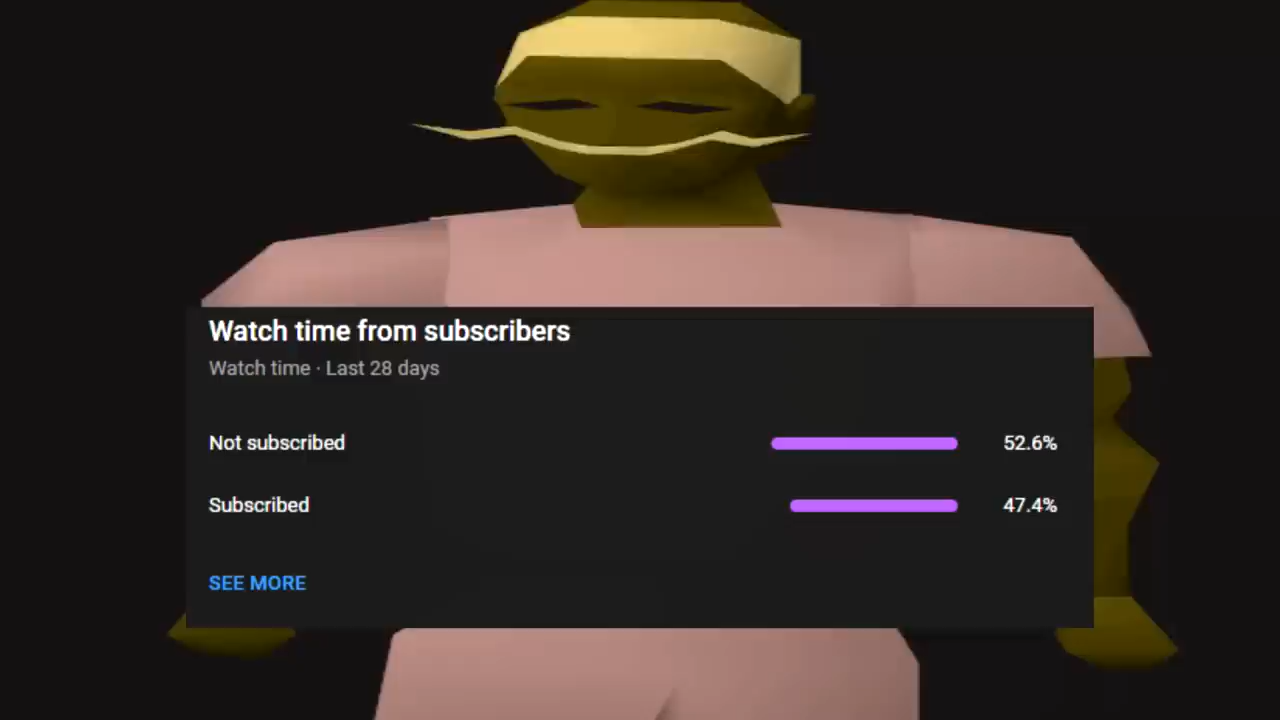 Watch time from subscribers
Watch time · Last 28 days
Not subscribed 52.6%
Subscribed 47.4%
SEE MORE